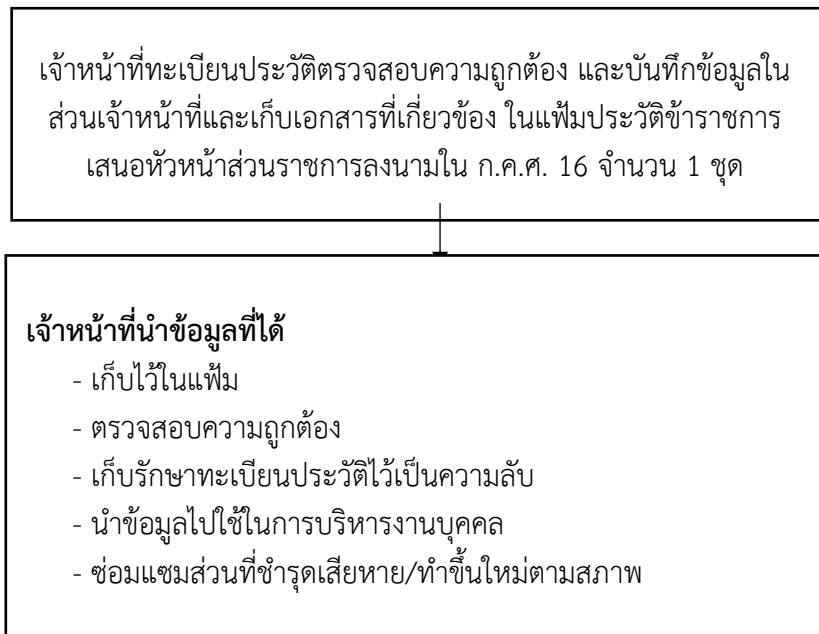 เจ้าหน้าที่ทะเบียนประวัติตรวจสอบความถูกต้อง และบันทึกข้อมูลใน
ส่วนเจ้าหน้าที่และเก็บเอกสารที่เกี่ยวข้อง ในแฟ้มประวัติข้าราชการ
เสนอหัวหน้าส่วนราชการลงนามใน ก.ค.ศ. 16 จำนวน 1 ชุด
เจ้าหน้าที่นำข้อมูลที่ได้
- เก็บไว้ในแฟ้ม
- ตรวจสอบความถูกต้อง
- เก็บรักษาทะเบียนประวัติไว้เป็นความลับ
- นำข้อมูลไปใช้ในการบริหารงานบุคคล
- ซ่อมแซมส่วนที่ชำรุดเสียหาย/ทำขึ้นใหม่ตามสภาพ